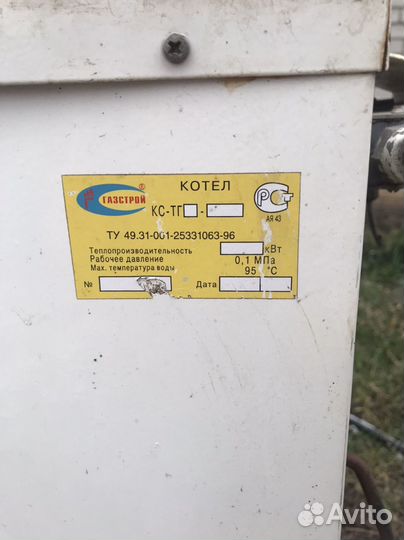 ГАЗСТРОЙ ®
КОТЕЛ
КС-ТГ -
РСТ
АЯ 43
ТУ 49.31-001-25331063-96
Теплопроизводительность кВт
Рабочее давление 0,1 МПа
Max. температура воды 95 °С
№ Дата
Avito